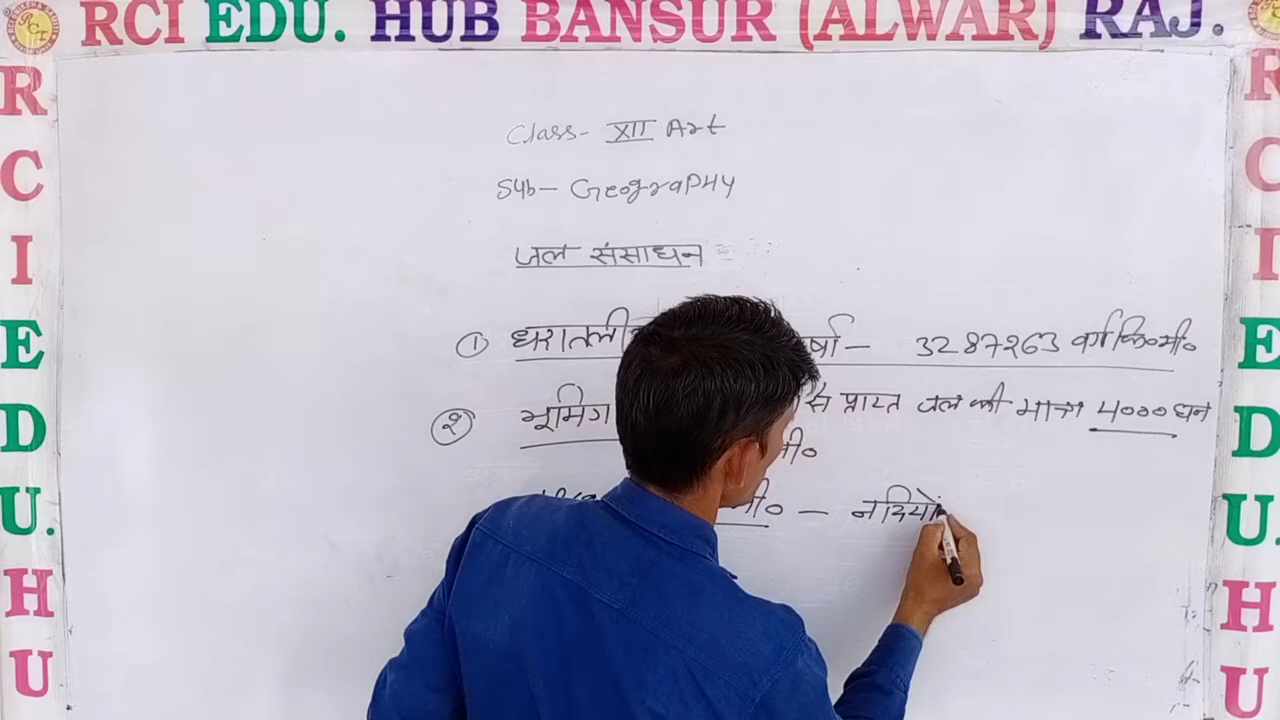 RCI EDU. HUB BANSUR (ALWAR) RAJ.
R C I E D U. H U
Class- XII Art
Sub- GeograPHy
जल संसाधन
① धरातली र्षा - 3287263 वर्ग कि०मी०
② भूमिग से प्राप्त जल की मात्रा 4000 घन
मी०
मी० - नदियों
R C I E D U. H U